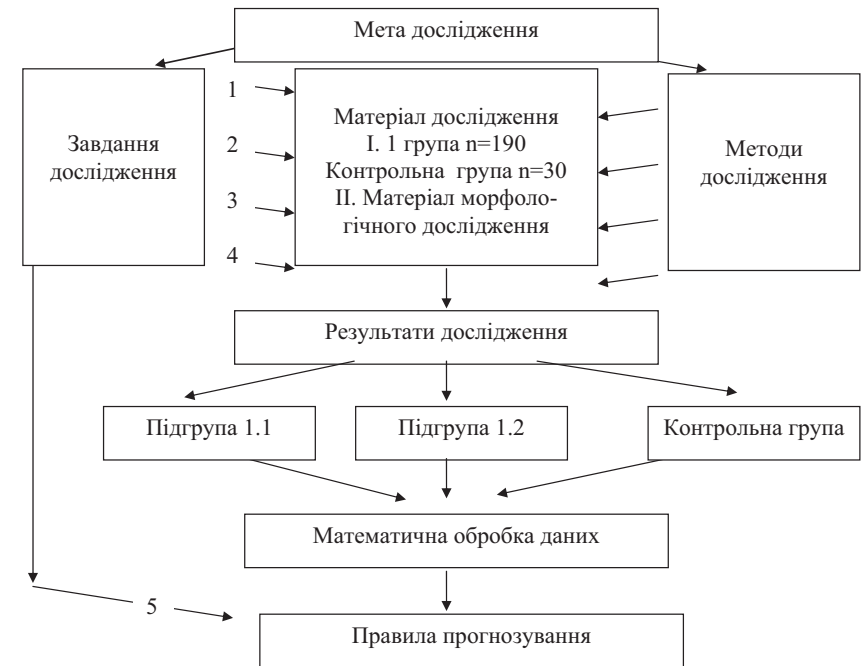 Мета дослідження
Завдання
дослідження
1
2
3
4
Матеріал дослідження
І. 1 група n=190
Контрольна група n=30
ІІ. Матеріал морфоло-
гічного дослідження
Методи
дослідження
Результати дослідження
Підгрупа 1.1
Підгрупа 1.2
Контрольна група
Математична обробка даних
5
Правила прогнозування